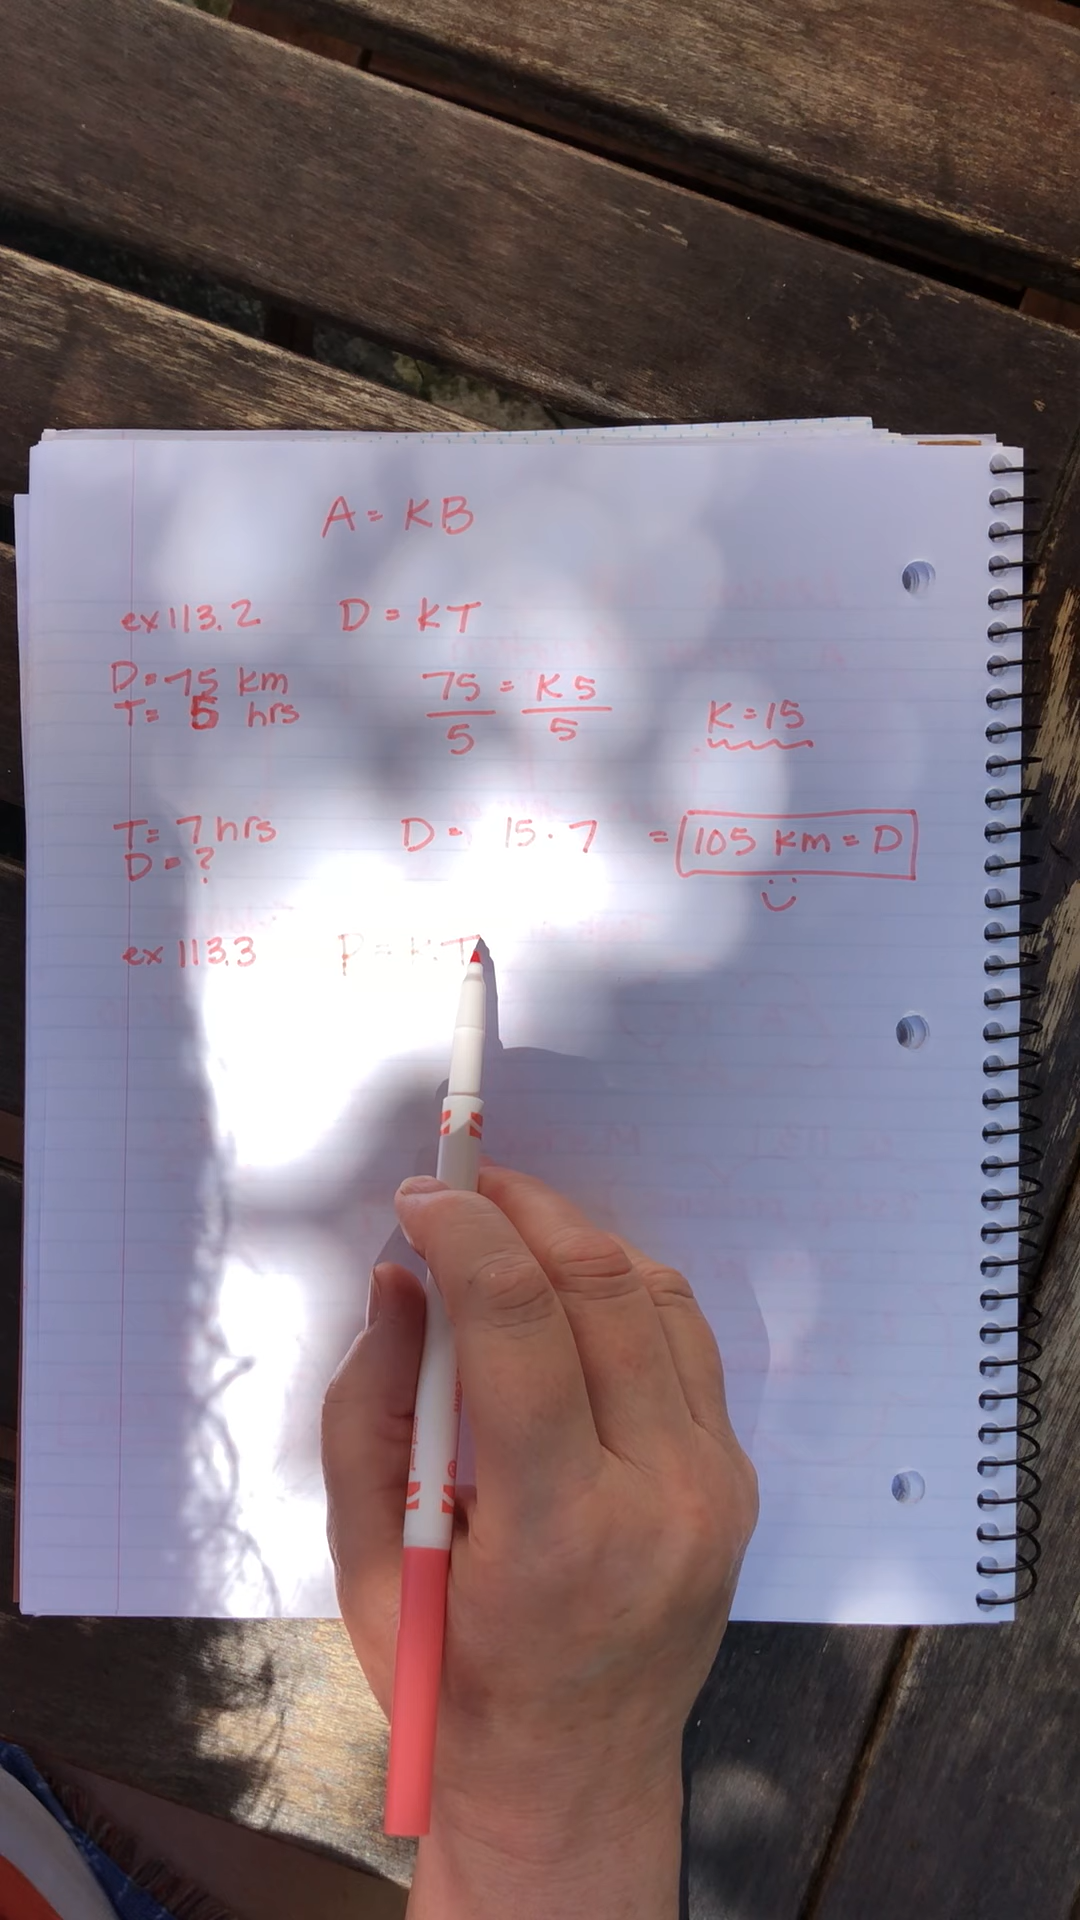 A = KB
ex 113.2 D = KT
D = 75 km 75 = K5
T = 5 hrs 5 5 K = 15
T = 7 hrs D = 15 · 7 = 105 km = D
D = ?
ex 113.3 P = KT